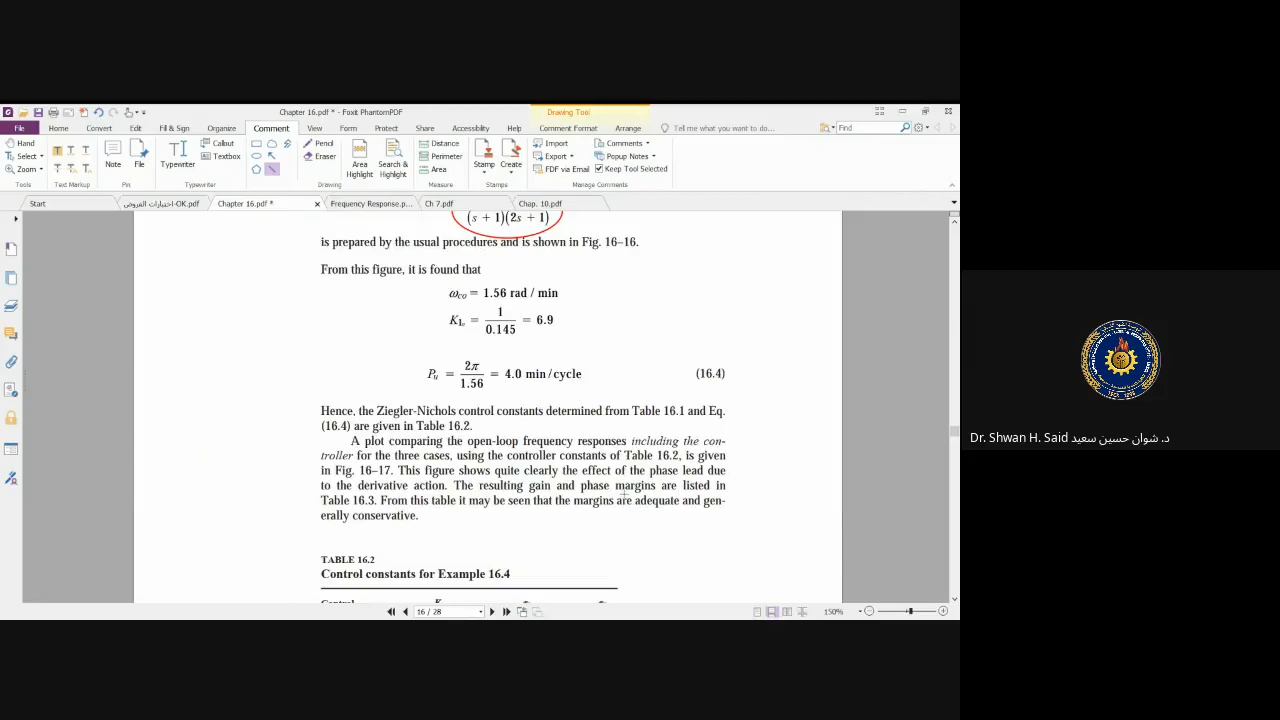 Chapter 16.pdf * - Foxit PhantomPDF
Drawing Tool
File
Home
Convert
Edit
Fill & Sign
Organize
Comment
View
Form
Protect
Share
Accessibility
Help
Comment Format
Arrange
Tell me what you want to do...
Find
Hand
Select
Zoom
Tools
Text Markup
Note
File
Pin
Typewriter
Callout
Textbox
Typewriter
Pencil
Eraser
Drawing
Area Highlight
Search & Highlight
Distance
Perimeter
Area
Measure
Stamp
Create
Stamps
Import
Export
FDF via Email
Comments
Popup Notes
Keep Tool Selected
Manage Comments
Start
اختبارات الفروض-OK.pdf
Chapter 16.pdf *
Frequency Response.p...
Ch 7.pdf
Chap. 10.pdf
(s + 1)(2s + 1)
is prepared by the usual procedures and is shown in Fig. 16–16.
From this figure, it is found that
ωco = 1.56 rad / min
= 1 / 0.145 = 6.9
Pu = 2π / 1.56 = 4.0 min/cycle (16.4)
Hence, the Ziegler-Nichols control constants determined from Table 16.1 and Eq.
(16.4) are given in Table 16.2.
A plot comparing the open-loop frequency responses including the con-
troller for the three cases, using the controller constants of Table 16.2, is given
in Fig. 16–17. This figure shows quite clearly the effect of the phase lead due
to the derivative action. The resulting gain and phase margins are listed in
Table 16.3. From this table it may be seen that the margins are adequate and gen-
erally conservative.
TABLE 16.2
Control constants for Example 16.4
16 / 28
150%
Dr. Shwan H. Said د. شوان حسين سعيد